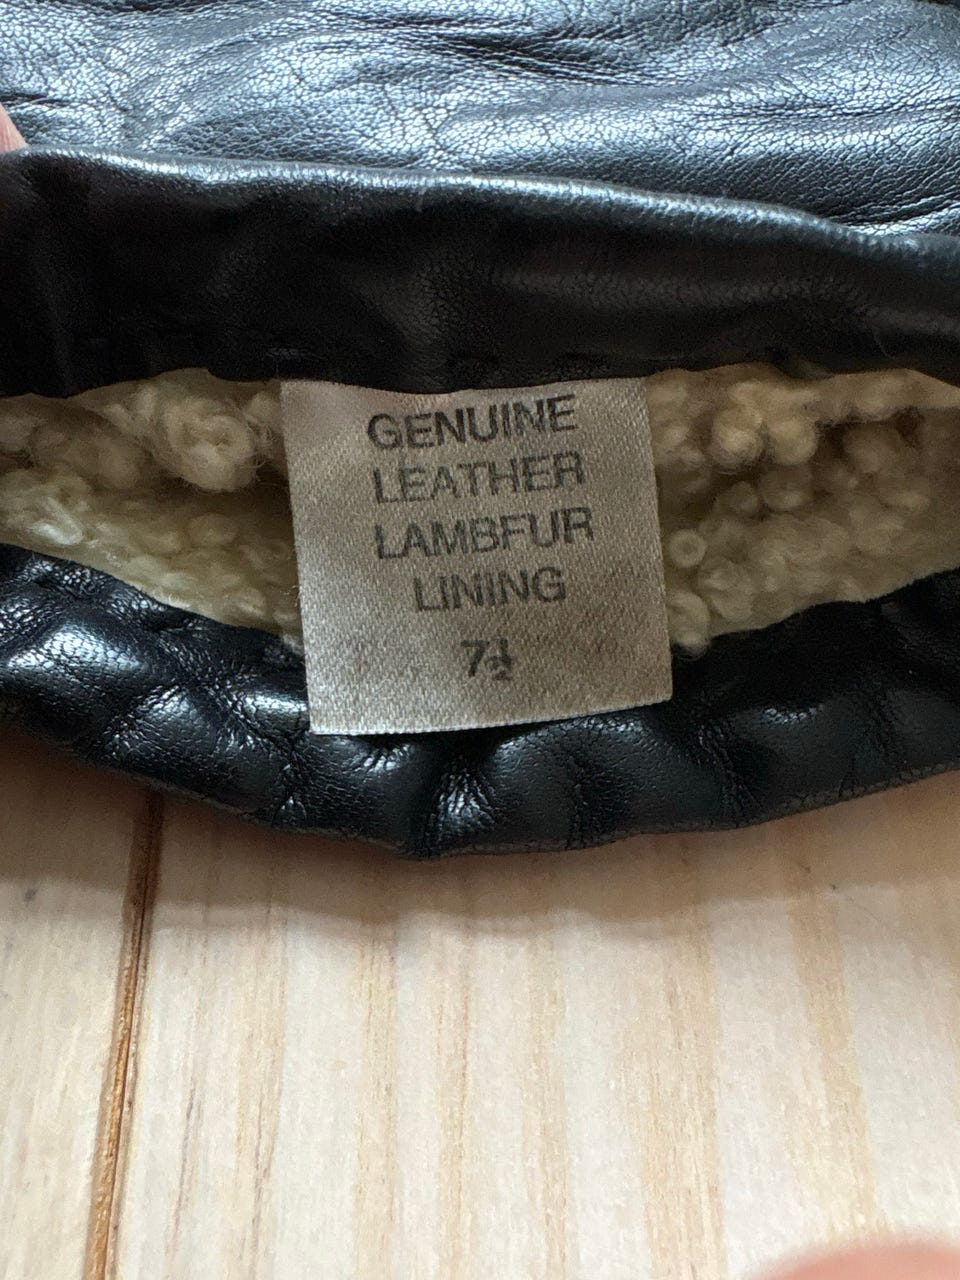 GENUINE
LEATHER
LAMBFUR
LINING
7½